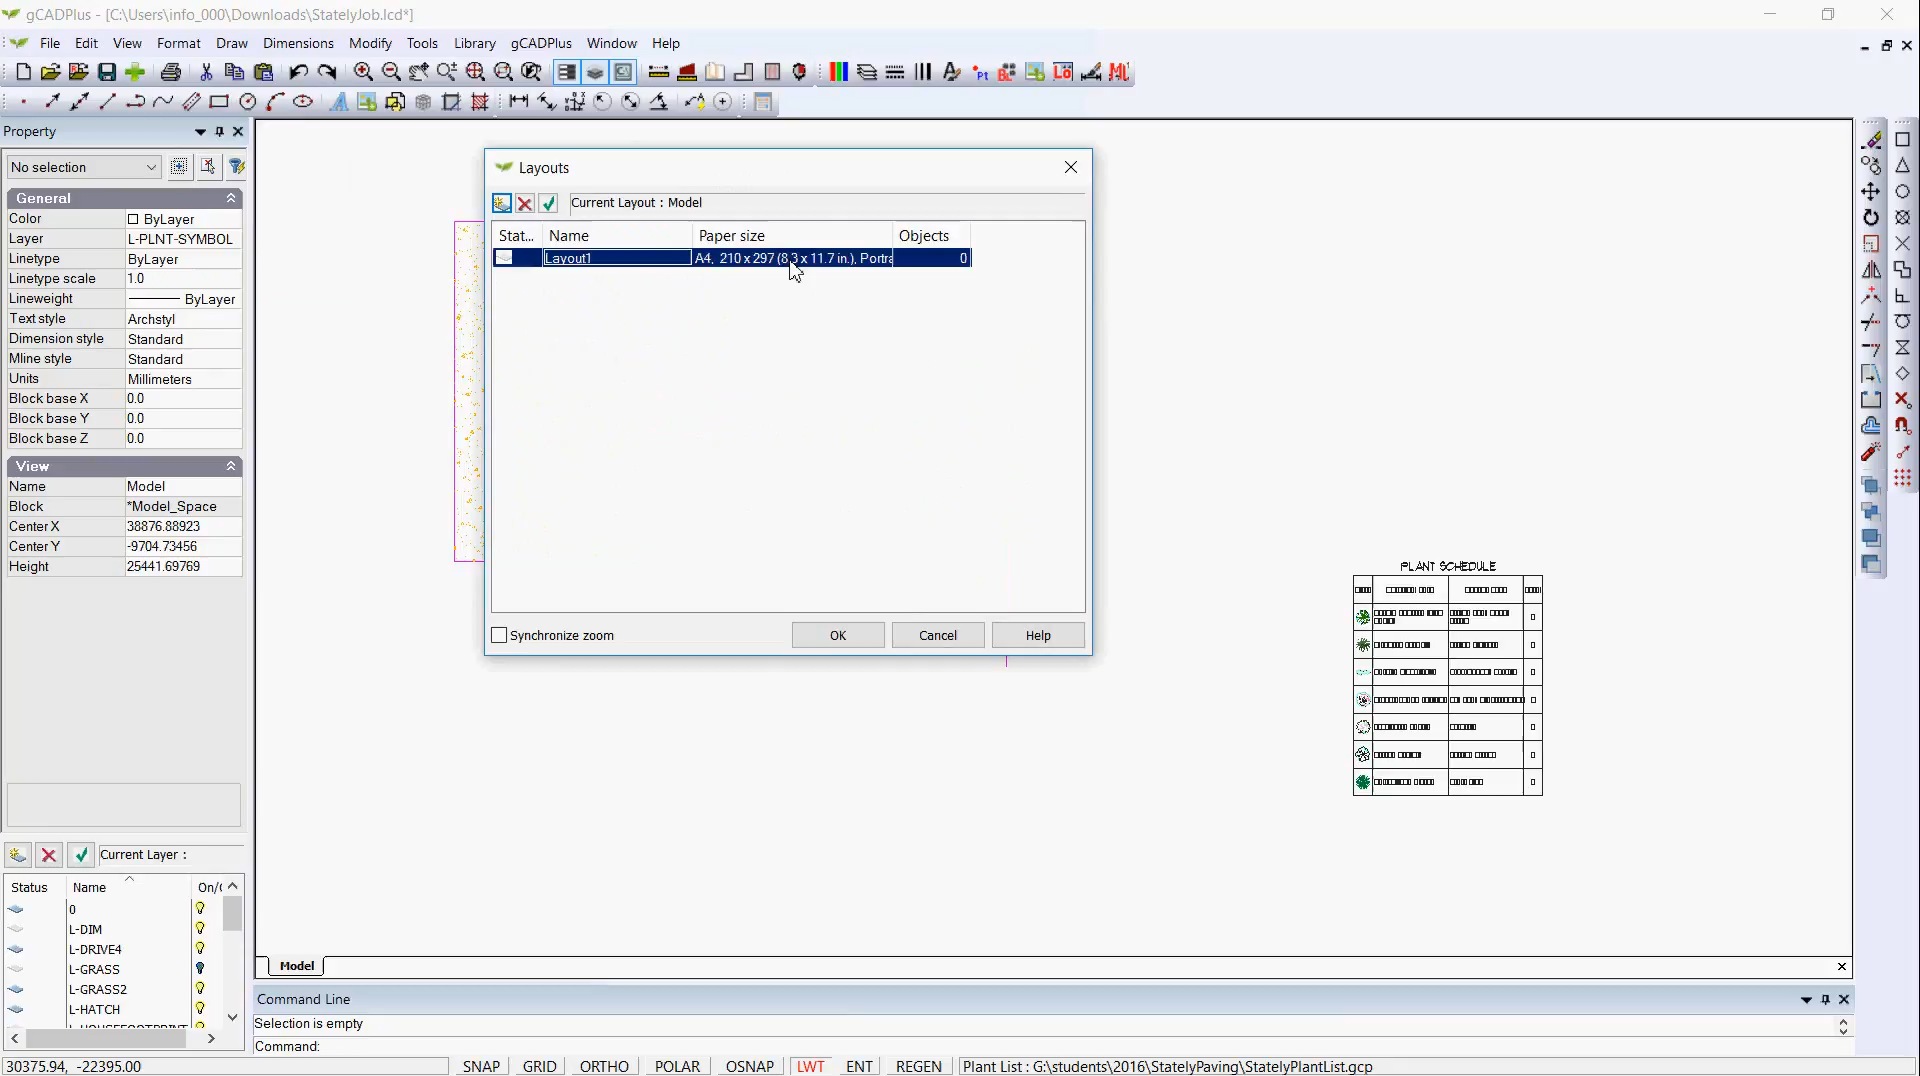 gCADPlus - [C:\Users\info_000\Downloads\StatelyJob.lcd*]
File Edit View Format Draw Dimensions Modify Tools Library gCADPlus Window Help
Property
No selection
General
Color ByLayer
Layer L-PLNT-SYMBOL
Linetype ByLayer
Linetype scale 1.0
Lineweight ByLayer
Text style Archstyl
Dimension style Standard
Mline style Standard
Units Millimeters
Block base X 0.0
Block base Y 0.0
Block base Z 0.0
View
Name Model
Block *Model_Space
Center X 38876.88923
Center Y -9704.73456
Height 25441.69769
Current Layer :
Status Name On/(
0
L-DIM
L-DRIVE4
L-GRASS
L-GRASS2
L-HATCH
L-HOUSEFOOTPRINT
Layouts
Current Layout : Model
Stat... Name Paper size Objects
Layout1 A4, 210 x 297 (8.3 x 11.7 in.), Portra 0
Synchronize zoom OK Cancel Help
PLANT SCHEDULE
Model
Command Line
Selection is empty
Command:
30375.94, -22395.00 SNAP GRID ORTHO POLAR OSNAP LWT ENT REGEN Plant List : G:\students\2016\StatelyPaving\StatelyPlantList.gcp